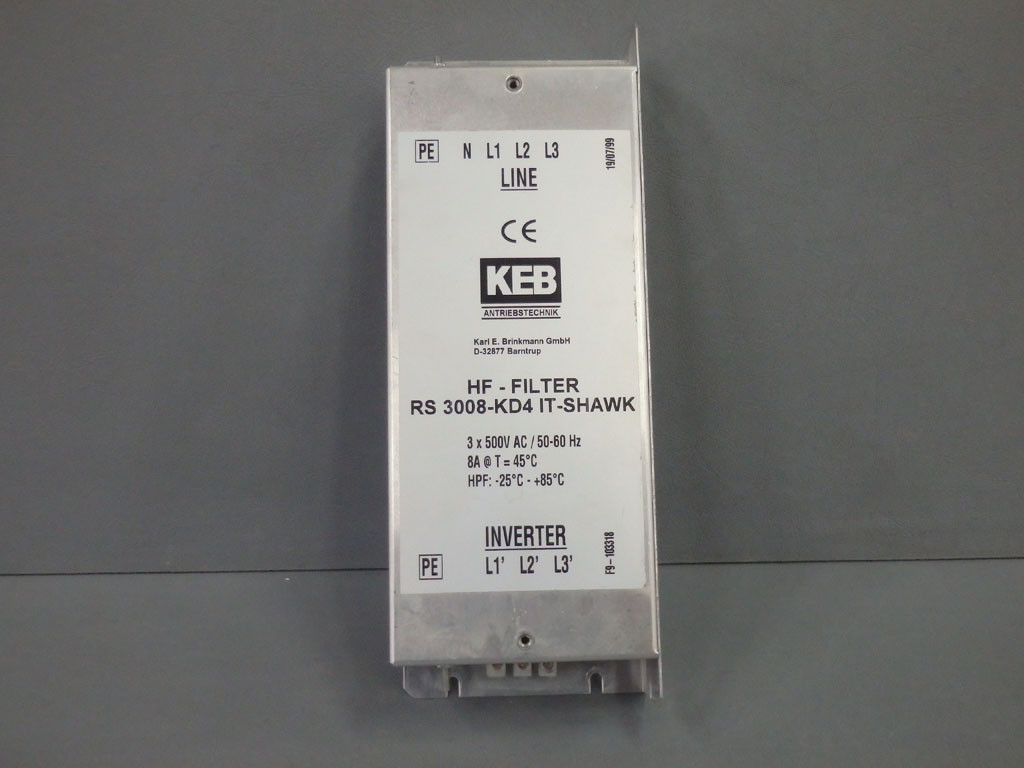 PE N L1 L2 L3
LINE
19/07/99
CE
KEB
ANTRIEBSTECHNIK
Karl E. Brinkmann GmbH
D-32877 Barntrup
HF - FILTER
RS 3008-KD4 IT-SHAWK
3 x 500V AC / 50-60 Hz
8A @ T = 45°C
HPF: -25°C - +85°C
INVERTER
PE L1' L2' L3'
F9-103318